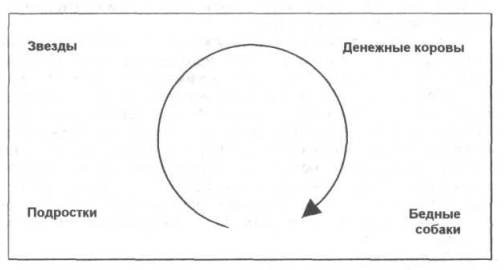 Звезды
Денежные коровы
Подростки
Бедные
собаки